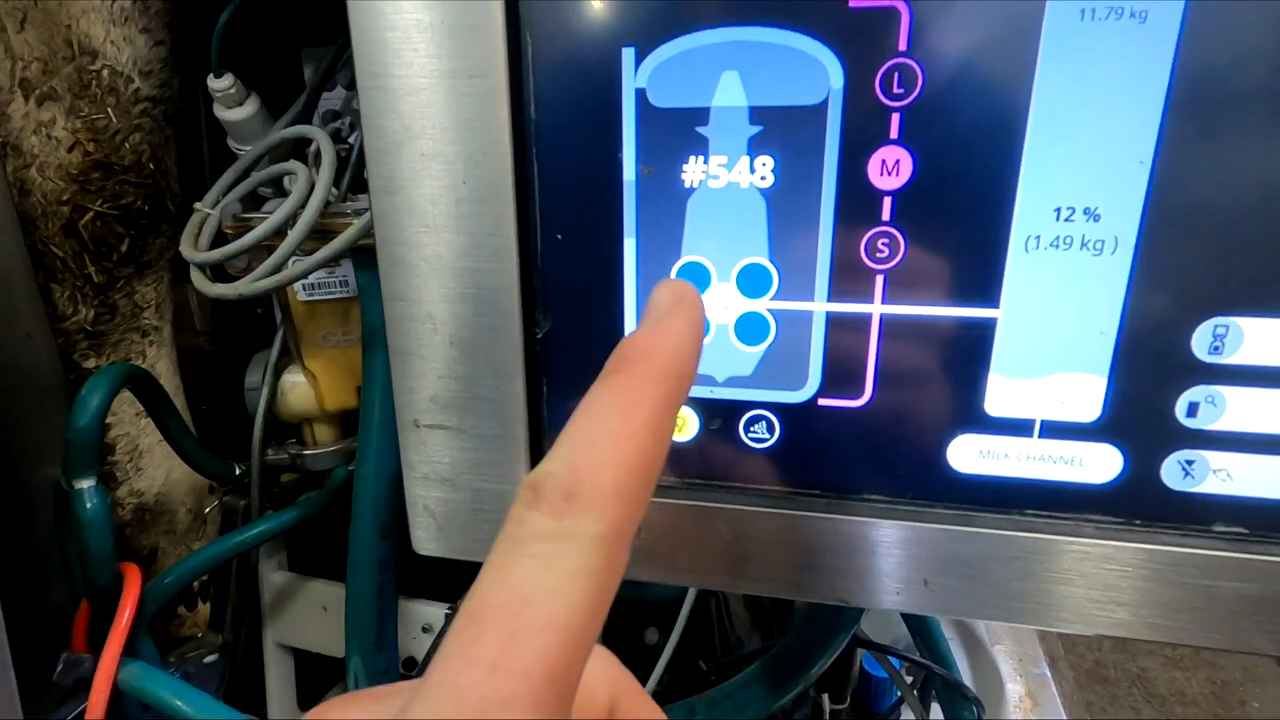 11.79 kg
L
M
#548
12 %
(1.49 kg )
S
MILK CHANNEL